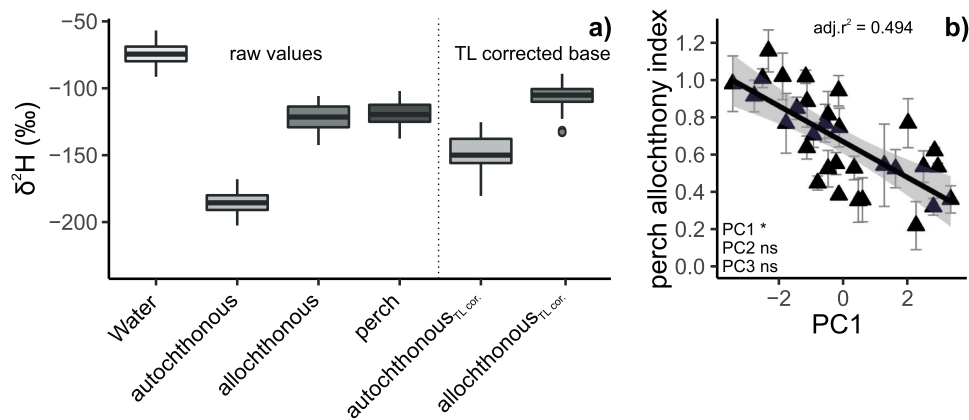 a)
raw values
TL corrected base
δ²H (‰)
−50
−100
−150
−200
Water
autochthonous
allochthonous
perch
autochthonousTL cor.
allochthonousTL cor.
b)
adj.r² = 0.494
perch allochthony index
1.2
1.0
0.8
0.6
0.4
0.2
0.0
PC1 *
PC2 ns
PC3 ns
−2
0
2
PC1